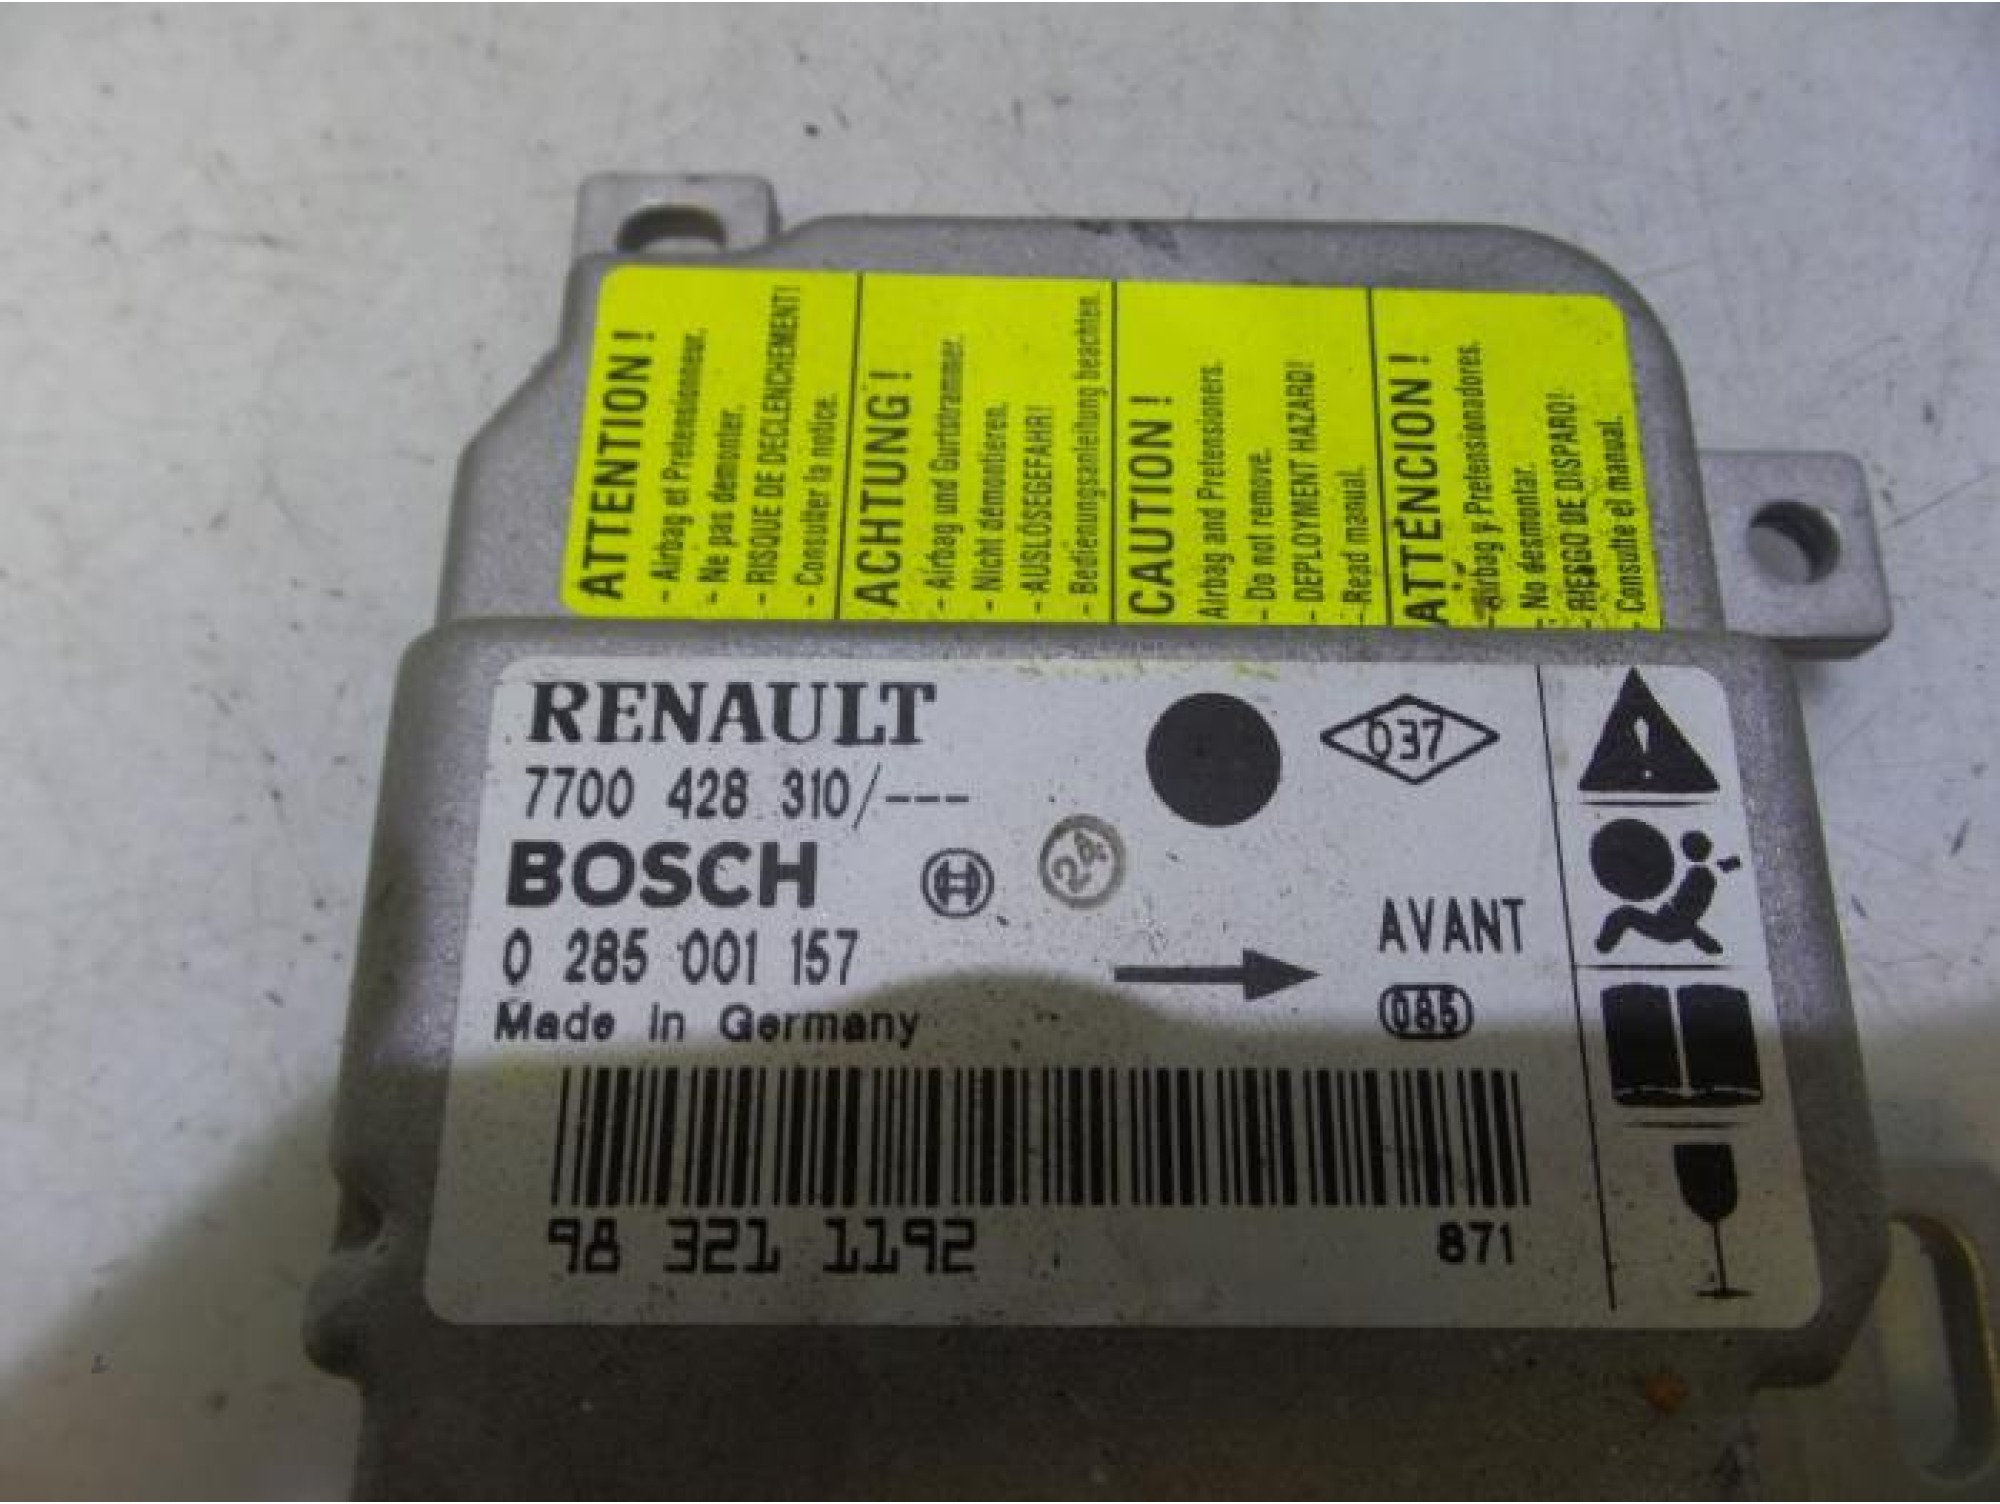 ATTENTION !
- Airbag et Pretensionneur.
- Ne pas demonter.
- RISQUE DE DECLENCHEMENT!
- Consulter la notice.
ACHTUNG !
- Airbag und Gurtstrammer.
- Nicht demontieren.
- AUSLÖSEGEFAHR!
- Bedienungsanleitung beachten.
CAUTION !
Airbag and Pretensioners.
- Do not remove.
- DEPLOYMENT HAZARD!
- Read manual.
ATTENCION !
- Airbag y Pretensionadores.
- No desmontar.
- RIESGO DE DISPARO!
- Consulte el manual.
RENAULT
037
7700 428 310/---
BOSCH
24
AVANT
0 285 001 157
085
Made in Germany
98 321 1192
871